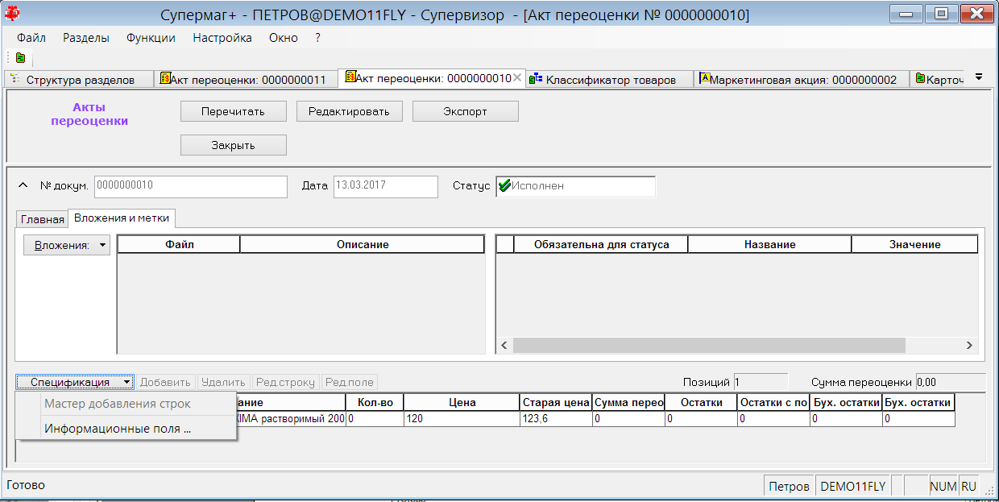 Супермаг+ - ПЕТРОВ@DEMO11FLY - Супервизор - [Акт переоценки № 0000000010]
Файл Разделы Функции Настройка Окно ?
Структура разделов Акт переоценки: 0000000011 Акт переоценки: 0000000010 Классификатор товаров Маркетинговая акция: 0000000002 Карточ
Акты переоценки
Перечитать Редактировать Экспорт
Закрыть
№ докум. 0000000010 Дата 13.03.2017 Статус Исполнен
Главная Вложения и метки
Вложения: Файл Описание Обязательна для статуса Название Значение
Спецификация Добавить Удалить Ред.строку Ред.поле Позиций 1 Сумма переоценки 0,00
Мастер добавления строк
Информационные поля ...
ание Кол-во Цена Старая цена Сумма перео Остатки Остатки с по Бух. остатки Бух. остатки
XIMA растворимый 200 0 120 123,6 0 0 0 0 0
Готово Петров DEMO11FLY NUM RU